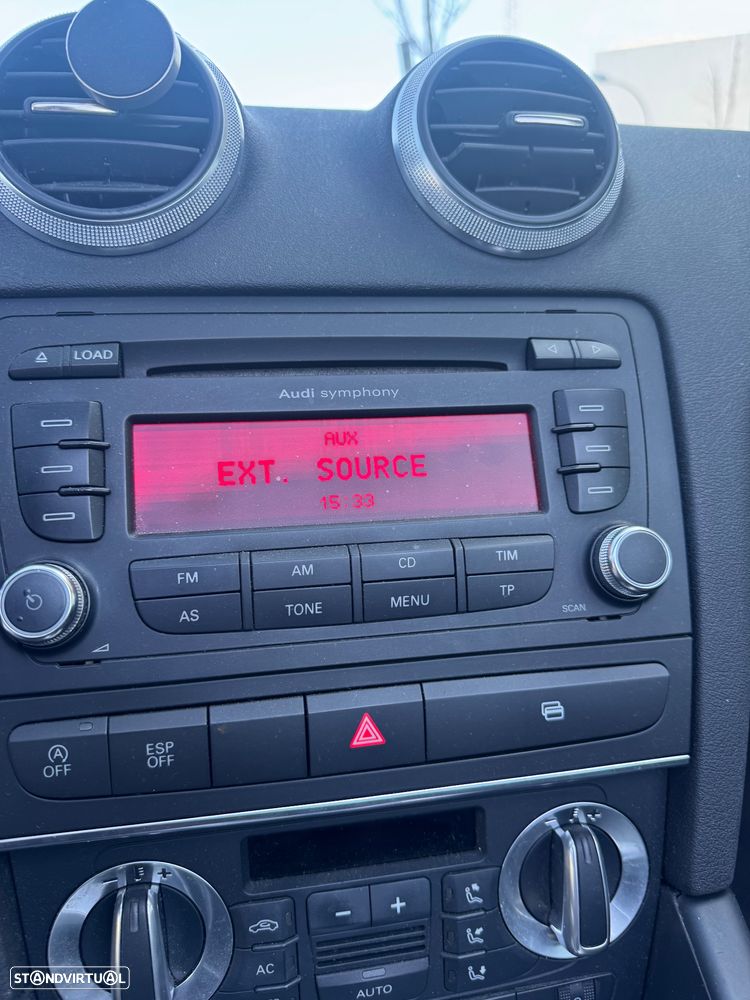 LOAD
Audi symphony
AUX
EXT. SOURCE
15:33
FM
AM
CD
TIM
AS
TONE
MENU
TP
SCAN
A
OFF
ESP
OFF
- +
AC
AUTO
STANDVIRTUAL